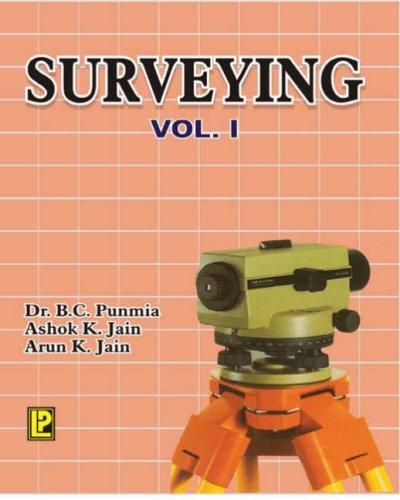 SURVEYING
VOL. I
Dr. B.C. Punmia
Ashok K. Jain
Arun K. Jain
LP